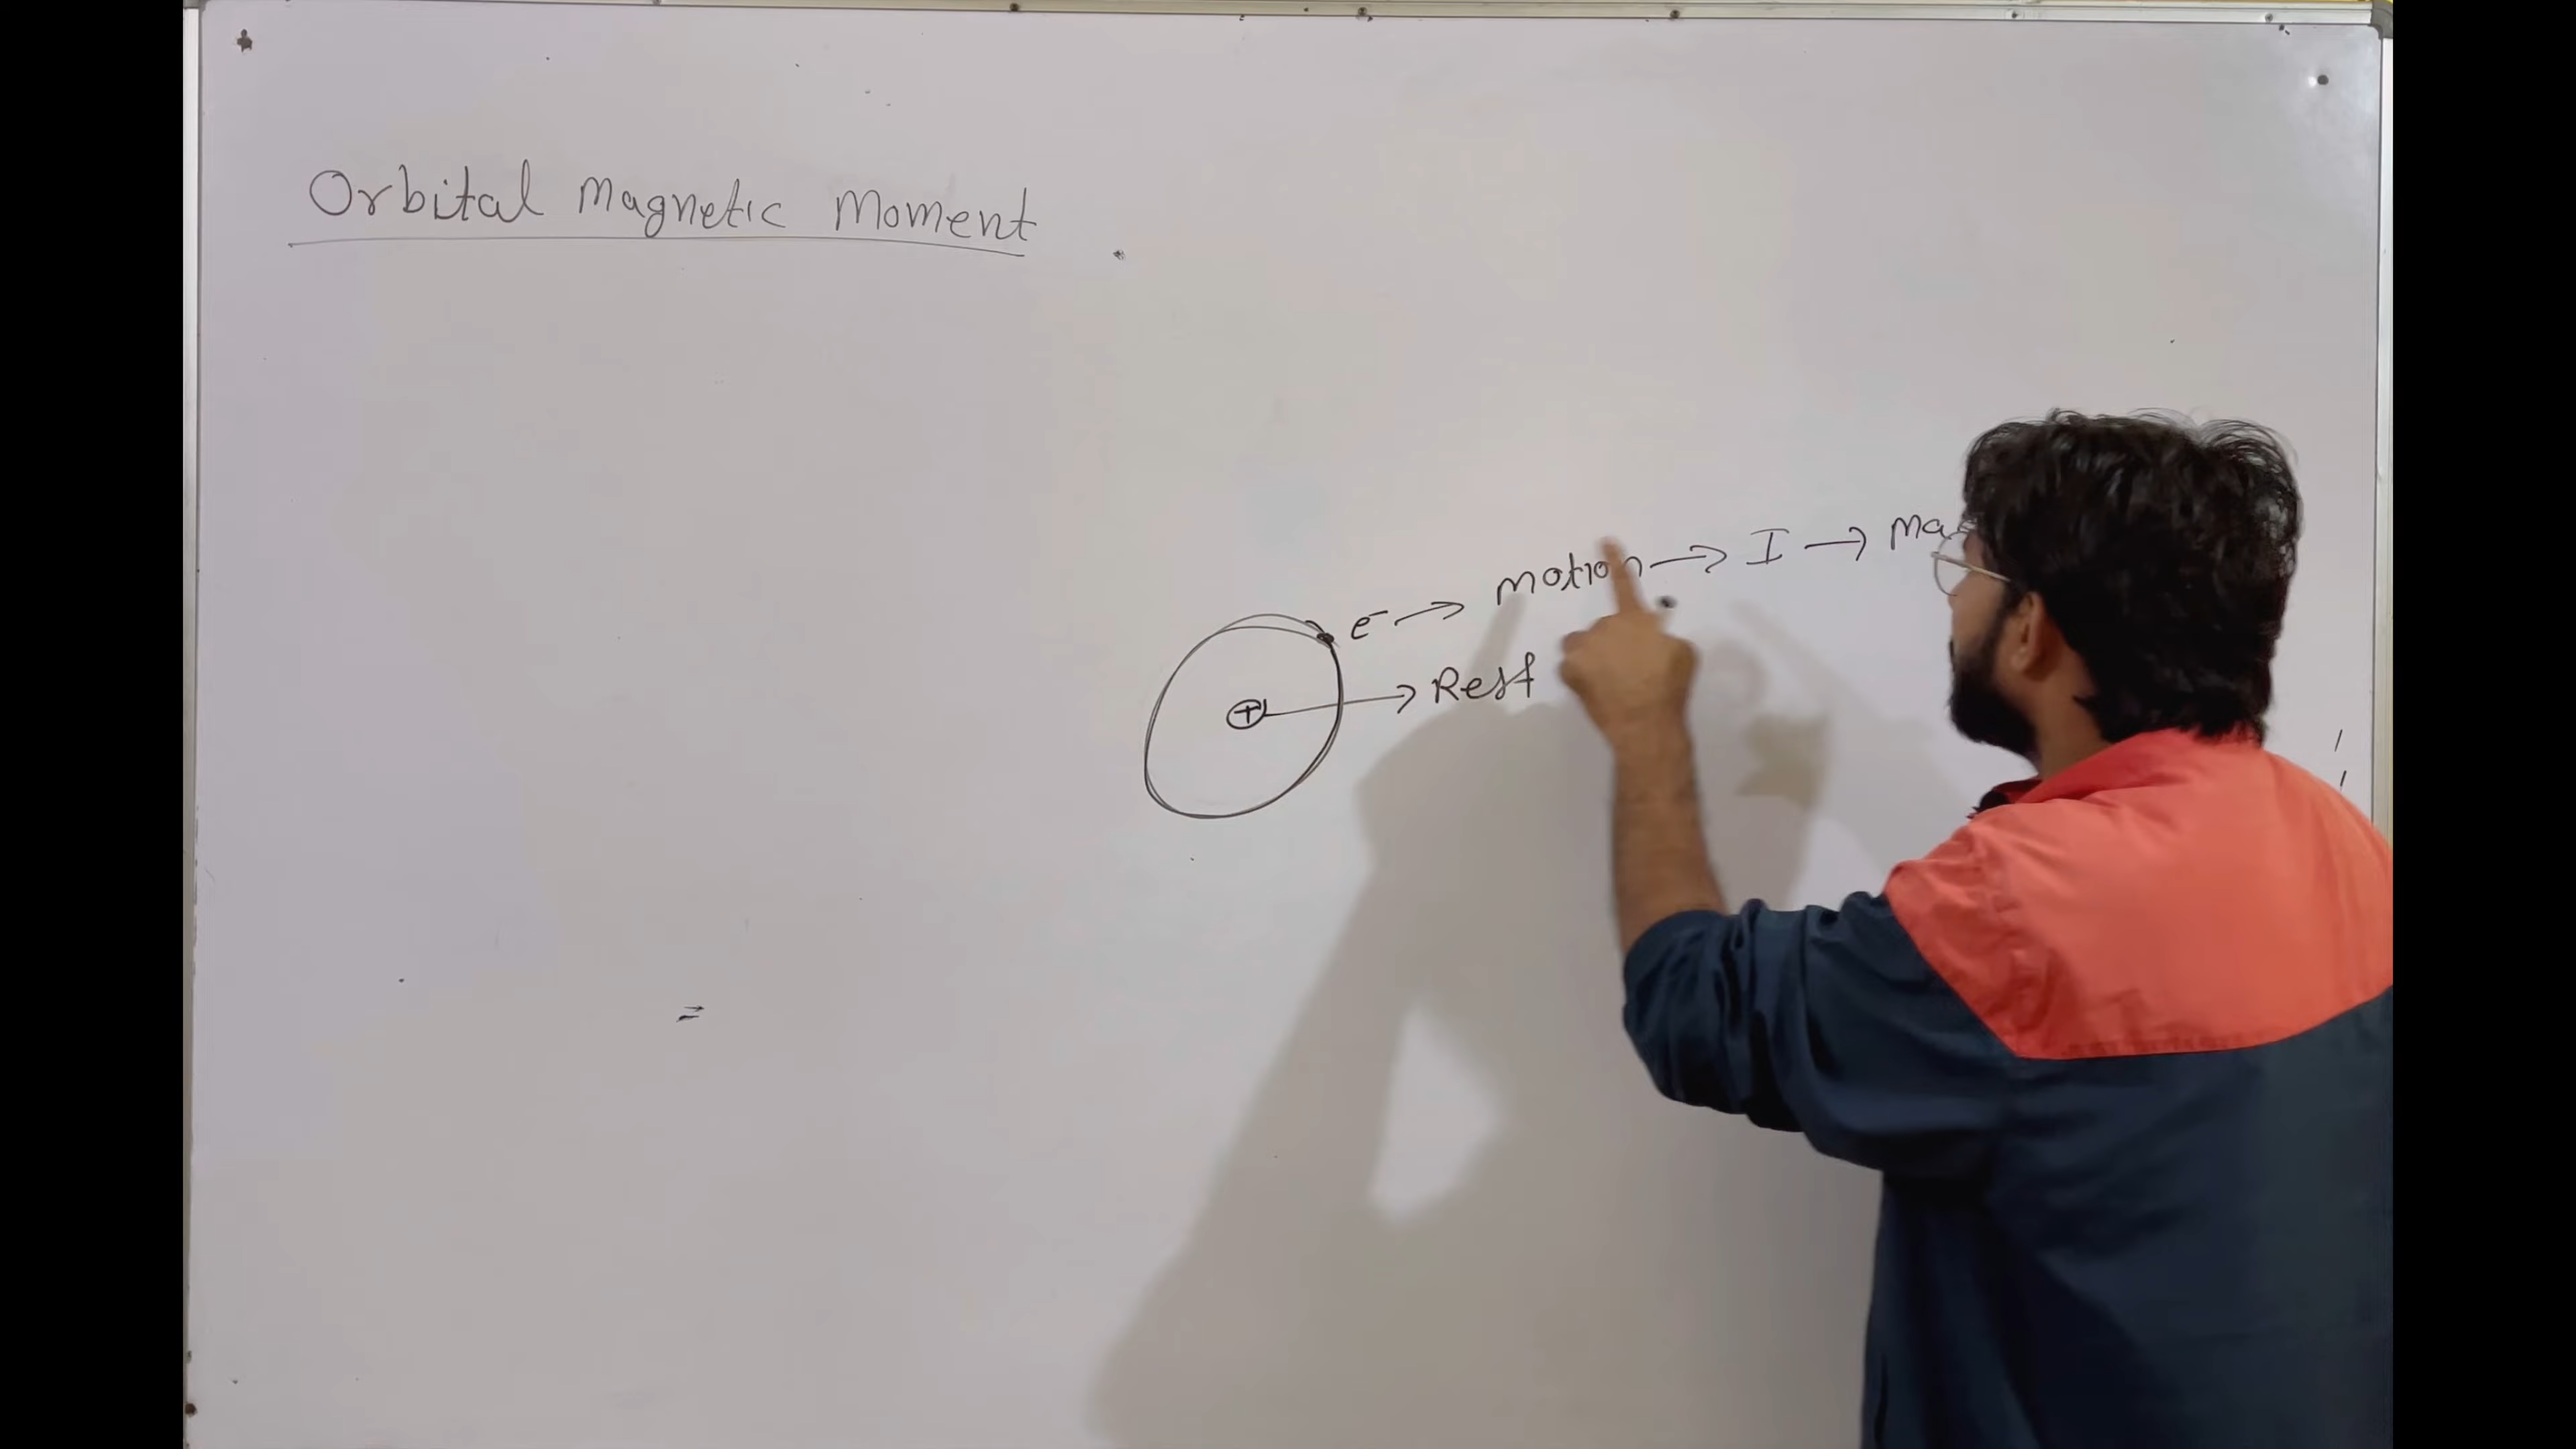 Orbital Magnetic Moment
e⁻ → motion → I → Ma
+ → Rest
=